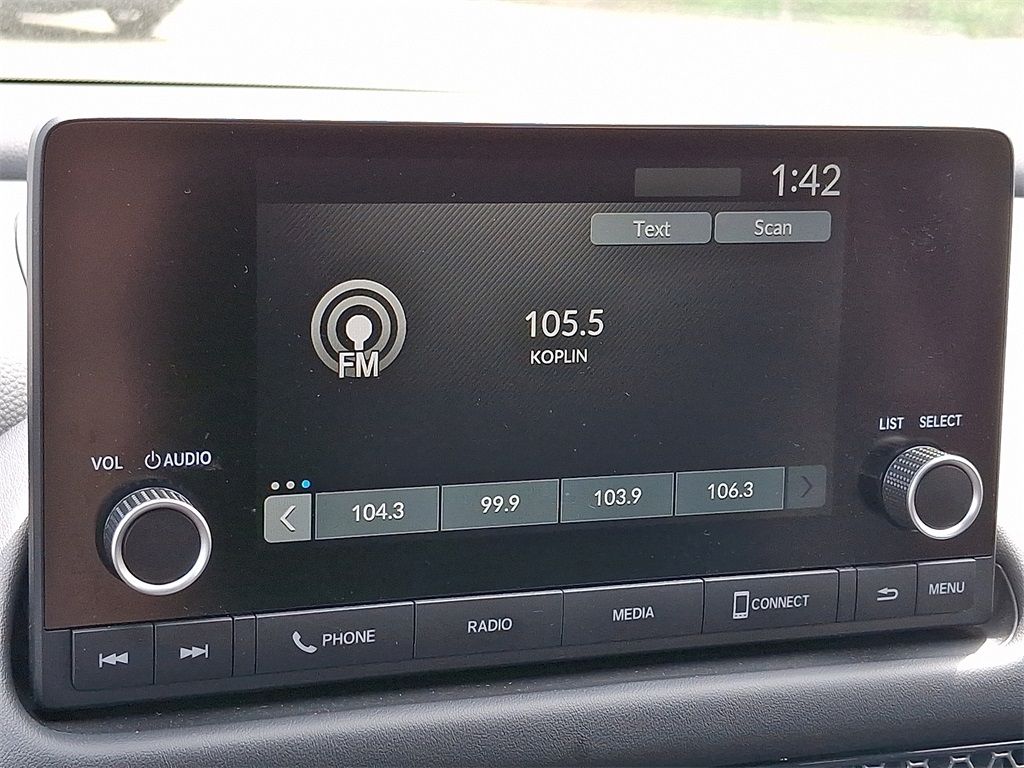 1:42
Text Scan
105.5
KOPLIN
FM
LIST SELECT
VOL AUDIO
104.3 99.9 103.9 106.3
PHONE RADIO MEDIA CONNECT MENU